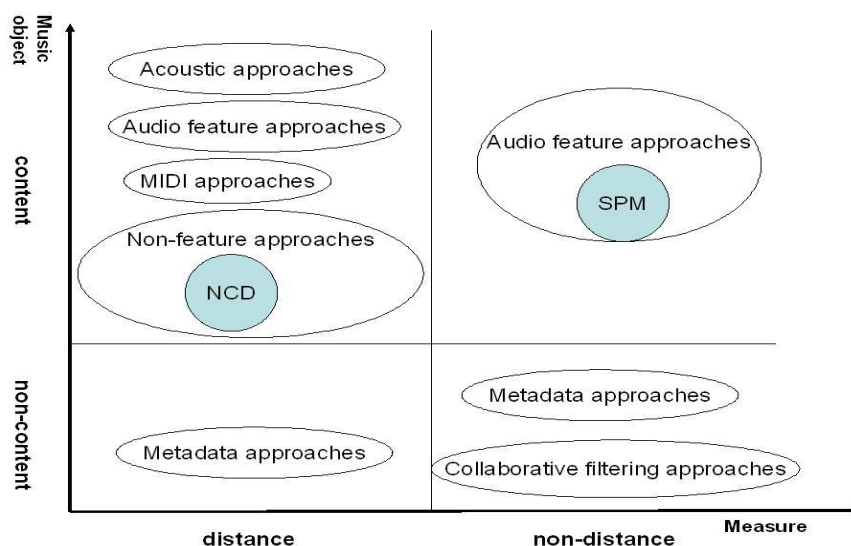 Music
object
Acoustic approaches
Audio feature approaches
MIDI approaches
Non-feature approaches
NCD
Audio feature approaches
SPM
content
non-content
Metadata approaches
Metadata approaches
Collaborative filtering approaches
distance
non-distance
Measure